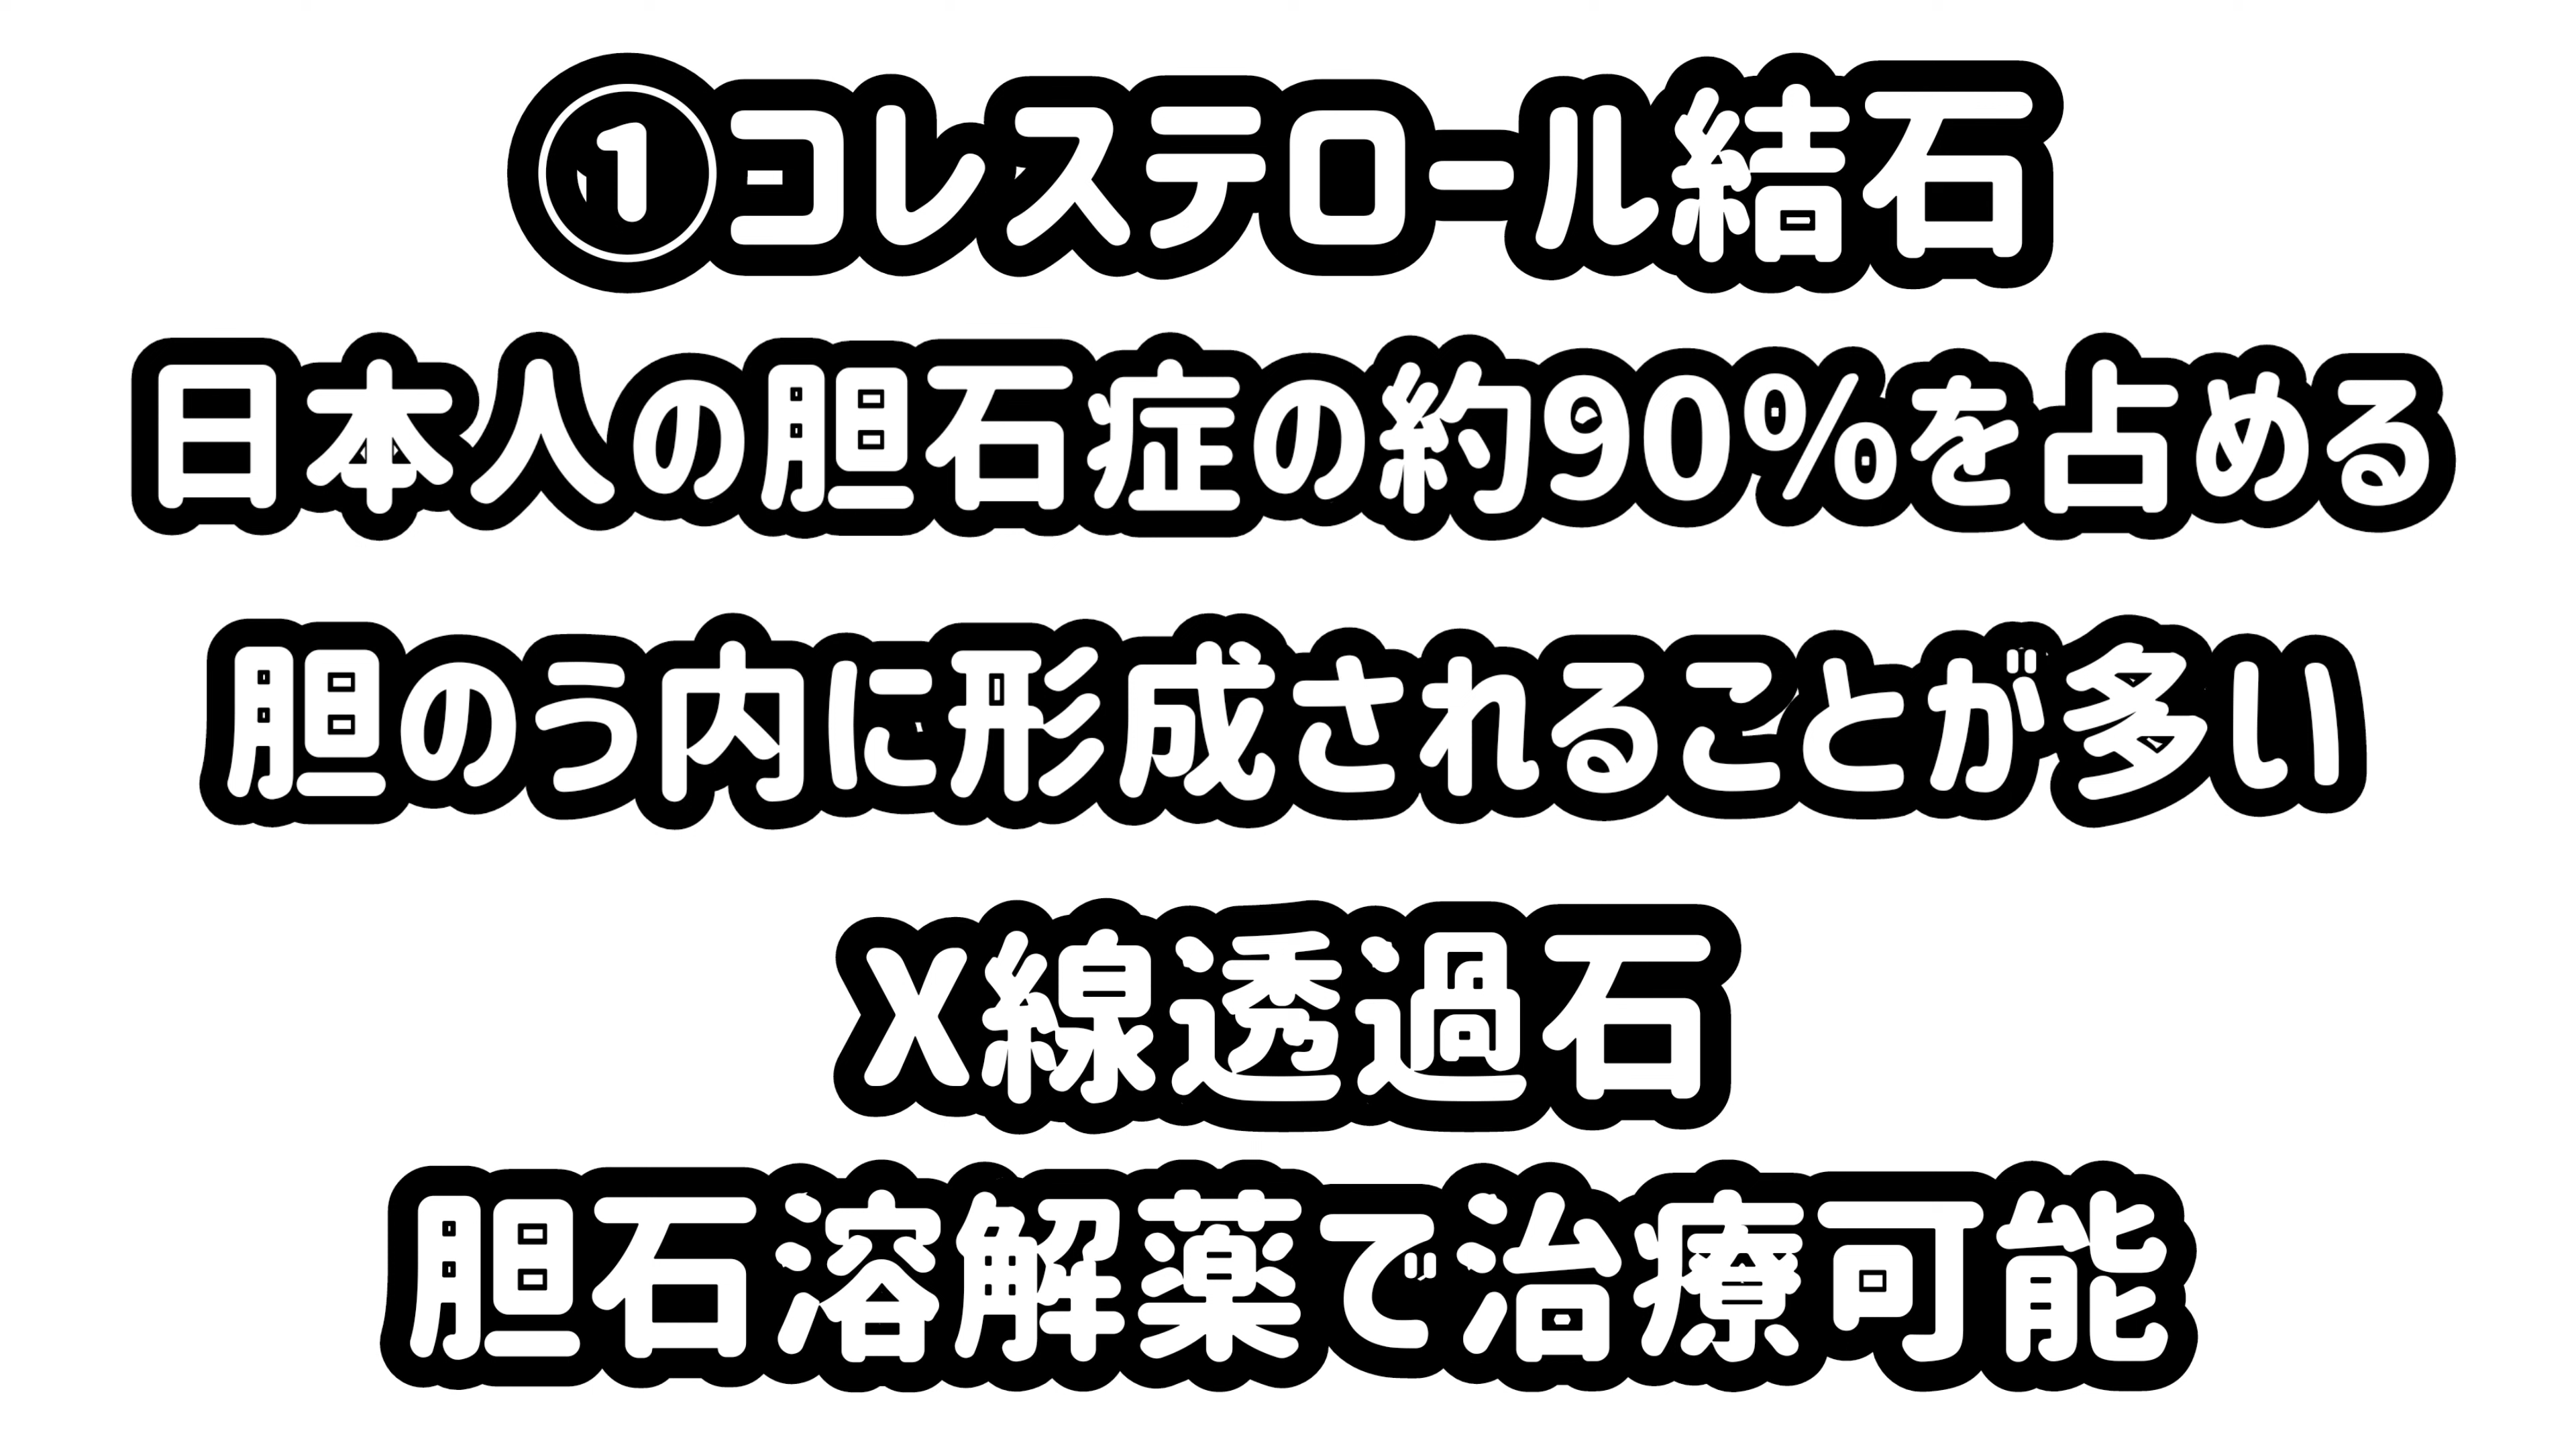 ①コレステロール結石
日本人の胆石症の約90%を占める
胆のう内に形成されることが多い
X線透過石
胆石溶解薬で治療可能